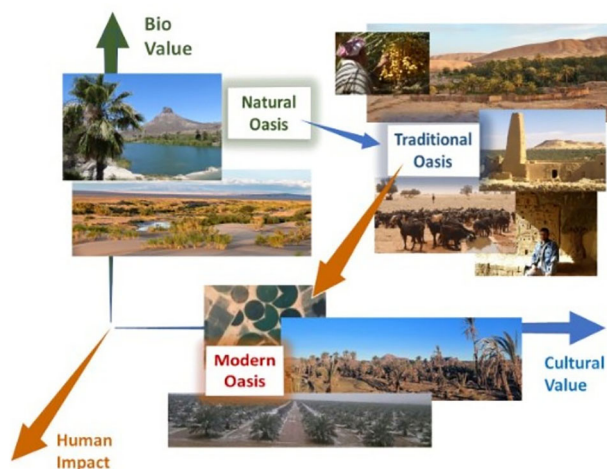 Bio
Value
Natural
Oasis
Traditional
Oasis
Modern
Oasis
Cultural
Value
Human
Impact